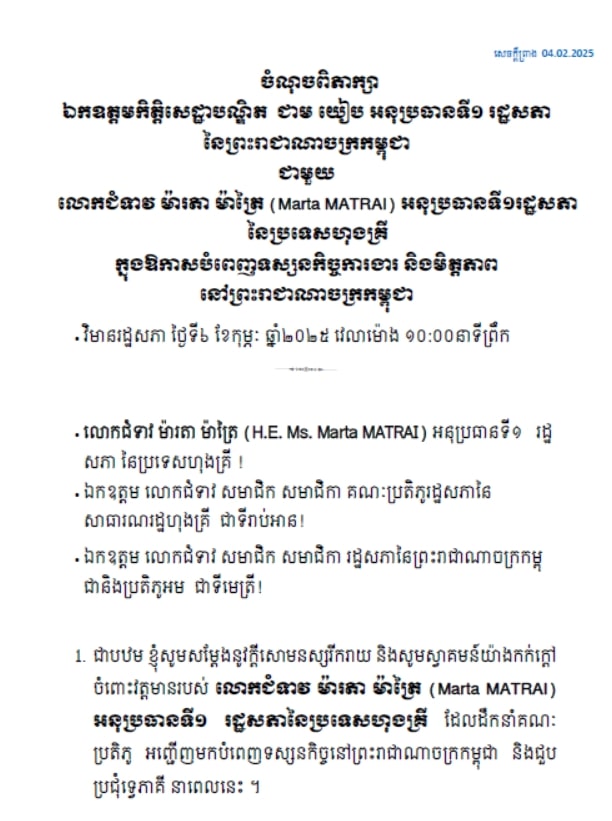 សេចក្តីព្រាង 04.02.2025
ចំណុចពិភាក្សា
ឯកឧត្តមកិត្តិសេដ្ឋាបណ្ឌិត ជាម យៀប អនុប្រធានទី១ រដ្ឋសភា
នៃព្រះរាជាណាចក្រកម្ពុជា
ជាមួយ
លោកជំទាវ ម៉ារតា ម៉ាត្រៃ (Marta MATRAI) អនុប្រធានទី១រដ្ឋសភា
នៃប្រទេសហុងគ្រី
ក្នុងឱកាសបំពេញទស្សនកិច្ចការងារ និងមិត្តភាព
នៅព្រះរាជាណាចក្រកម្ពុជា
• វិមានរដ្ឋសភា ថ្ងៃទី៦ ខែកុម្ភៈ ឆ្នាំ២០២៥ វេលាម៉ោង ១០:០០នាទីព្រឹក
• លោកជំទាវ ម៉ារតា ម៉ាត្រៃ (H.E. Ms. Marta MATRAI) អនុប្រធានទី១ រដ្ឋ
សភា នៃប្រទេសហុងគ្រី !
• ឯកឧត្តម លោកជំទាវ សមាជិក សមាជិកា គណៈប្រតិភូរដ្ឋសភានៃ
សាធារណរដ្ឋហុងគ្រី ជាទីរាប់អាន!
• ឯកឧត្តម លោកជំទាវ សមាជិក សមាជិកា រដ្ឋសភានៃព្រះរាជាណាចក្រកម្ពុ
ជានិងប្រតិភូអម ជាទីមេត្រី!
1. ជាបឋម ខ្ញុំសូមសម្តែងនូវក្តីសោមនស្សរីករាយ និងសូមស្វាគមន៍យ៉ាងកក់ក្តៅ
ចំពោះវត្តមានរបស់ លោកជំទាវ ម៉ារតា ម៉ាត្រៃ (Marta MATRAI)
អនុប្រធានទី១ រដ្ឋសភានៃប្រទេសហុងគ្រី ដែលដឹកនាំគណៈ
ប្រតិភូ អញ្ជើញមកបំពេញទស្សនកិច្ចនៅព្រះរាជាណាចក្រកម្ពុជា និងជួប
ប្រជុំទ្វេភាគី នាពេលនេះ ។